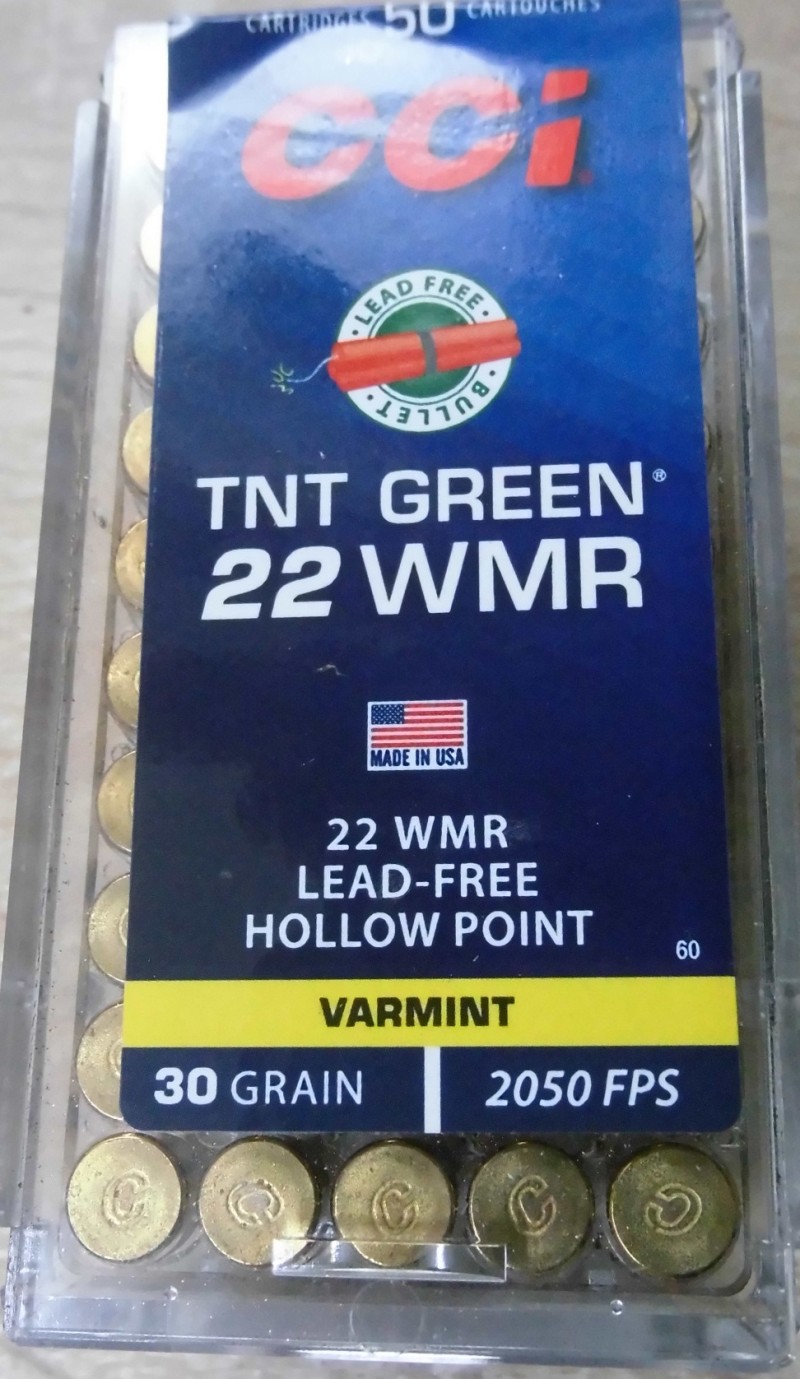 CARTRIDGES 50 CARTOUCHES
CCi
LEAD FREE
BULLET
TNT GREEN®
22 WMR
MADE IN USA
22 WMR
LEAD-FREE
HOLLOW POINT
60
VARMINT
30 GRAIN
2050 FPS
C C C C C